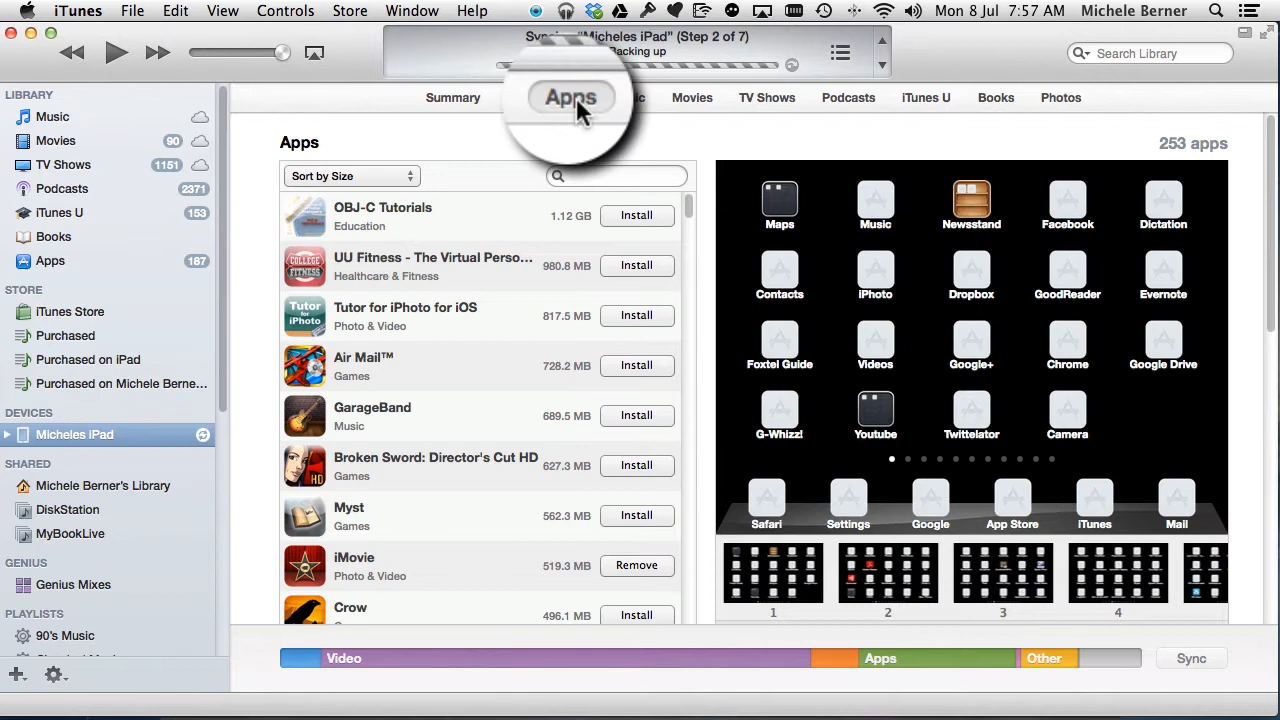 iTunes File Edit View Controls Store Window Help Mon 8 Jul 7:57 AM Michele Berner
"Micheles iPad" (Step 2 of 7)
Backing up
Search Library
LIBRARY
Music
Movies 90
TV Shows 1151
Podcasts 2371
iTunes U 153
Books
Apps 187
STORE
iTunes Store
Purchased
Purchased on iPad
Purchased on Michele Berne...
DEVICES
Micheles iPad
SHARED
Michele Berner's Library
DiskStation
MyBookLive
GENIUS
Genius Mixes
PLAYLISTS
90's Music
Summary Apps Movies TV Shows Podcasts iTunes U Books Photos
Apps 253 apps
Sort by Size
OBJ-C Tutorials
Education
1.12 GB Install
UU Fitness - The Virtual Perso...
Healthcare & Fitness
980.8 MB Install
Tutor for iPhoto for iOS
Photo & Video
817.5 MB Install
Air Mail™
Games
728.2 MB Install
GarageBand
Music
689.5 MB Install
Broken Sword: Director's Cut HD
Games
627.3 MB Install
Myst
Games
562.3 MB Install
iMovie
Photo & Video
519.3 MB Remove
Crow
496.1 MB Install
COLLEGE
FITNESS
Tutor
for
iPhoto
HD
Maps Music Newsstand Facebook Dictation
Contacts iPhoto Dropbox GoodReader Evernote
Foxtel Guide Videos Google+ Chrome Google Drive
G-Whizz! Youtube Twittelator Camera
Safari Settings Google App Store iTunes Mail
1 2 3 4
Video Apps Other Sync